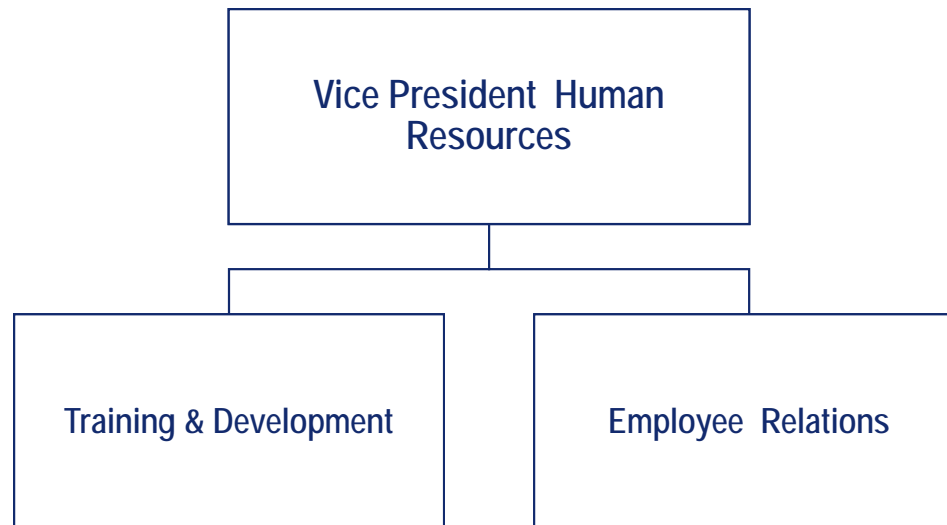 Vice President Human
Resources
Training & Development
Employee Relations